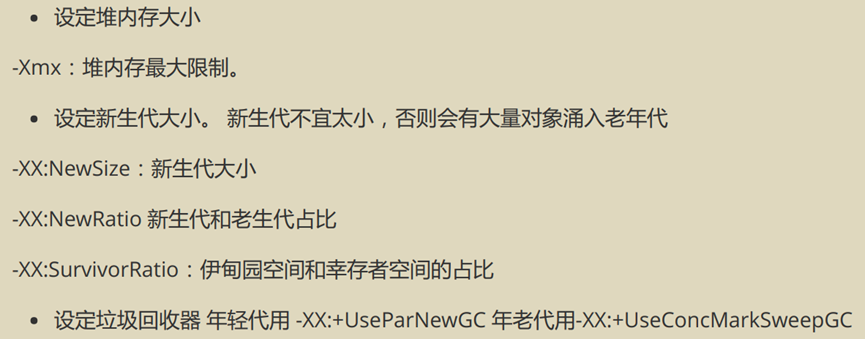 • 设定堆内存大小
-Xmx：堆内存最大限制。
• 设定新生代大小。 新生代不宜太小，否则会有大量对象涌入老年代
-XX:NewSize：新生代大小
-XX:NewRatio 新生代和老生代占比
-XX:SurvivorRatio：伊甸园空间和幸存者空间的占比
• 设定垃圾回收器 年轻代用 -XX:+UseParNewGC 年老代用-XX:+UseConcMarkSweepGC